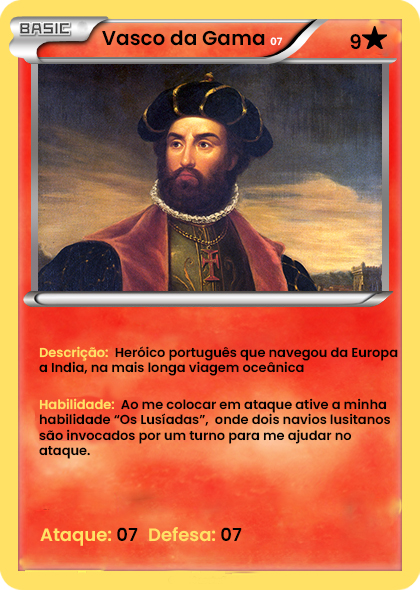 BASIC
Vasco da Gama 07
9★
Descrição: Heróico português que navegou da Europa
a India, na mais longa viagem oceânica
Habilidade: Ao me colocar em ataque ative a minha
habilidade “Os Lusíadas”, onde dois navios lusitanos
são invocados por um turno para me ajudar no
ataque.
Ataque: 07 Defesa: 07